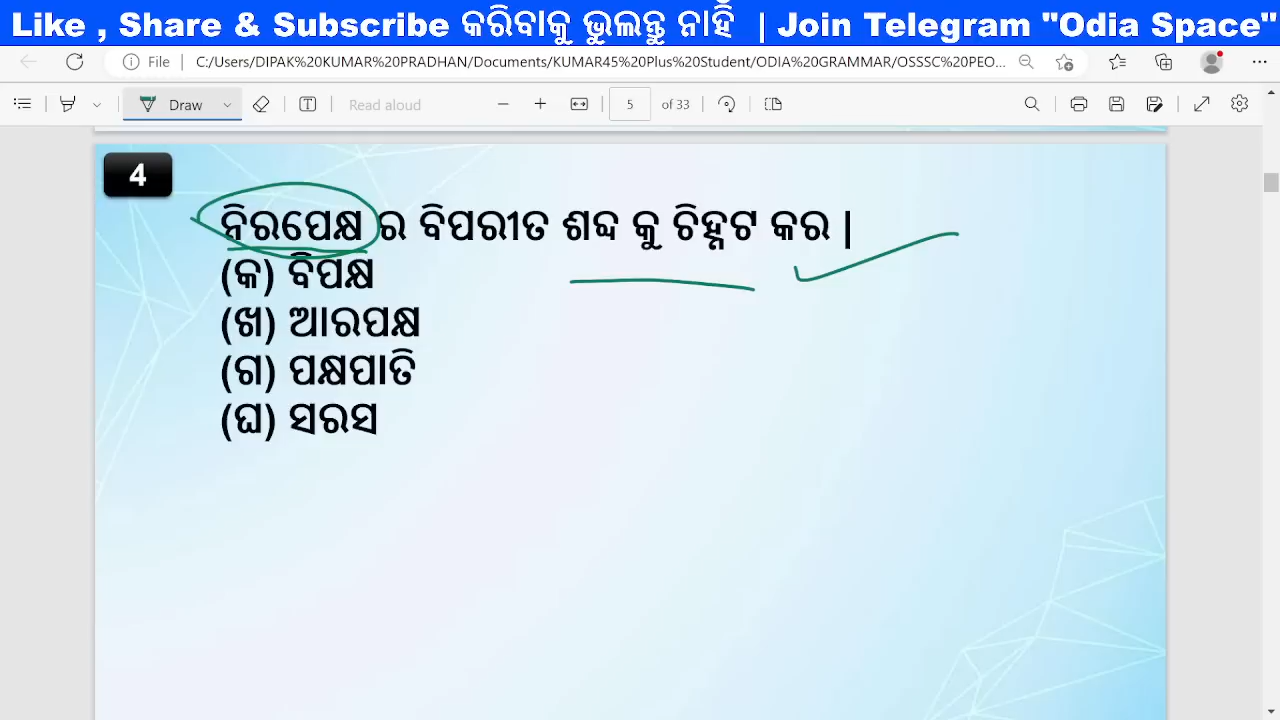 Like , Share & Subscribe କରିବାକୁ ଭୁଲନ୍ତୁ ନାହିଁ | Join Telegram "Odia Space"
File C:/Users/DIPAK%20KUMAR%20PRADHAN/Documents/KUMAR45%20Plus%20Student/ODIA%20GRAMMAR/OSSSC%20PEO...
Draw Read aloud 5 of 33
4
ନିରପେକ୍ଷ ର ବିପରୀତ ଶବ୍ଦ କୁ ଚିହ୍ନଟ କର |
(କ) ବିପକ୍ଷ
(ଖ) ଆରପକ୍ଷ
(ଗ) ପକ୍ଷପାତି
(ଘ) ସରସ